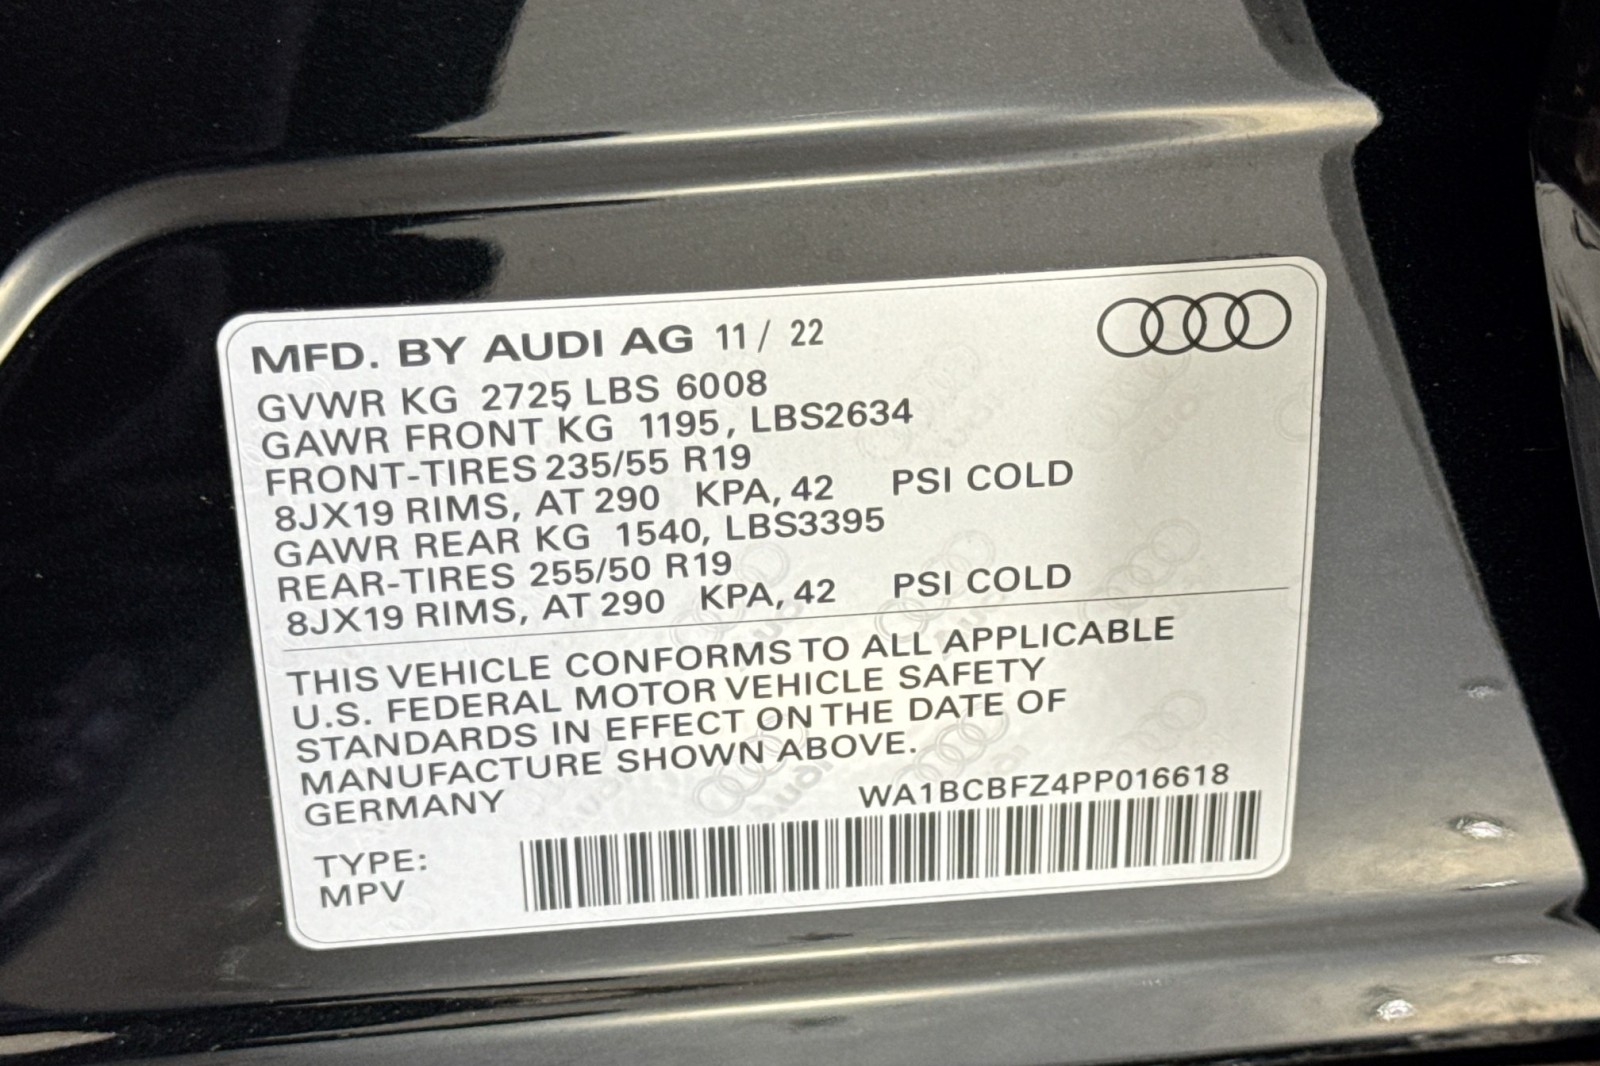 MFD. BY AUDI AG 11 / 22
GVWR KG 2725 LBS 6008
GAWR FRONT KG 1195, LBS2634
FRONT-TIRES 235/55 R19
8JX19 RIMS, AT 290 KPA, 42 PSI COLD
GAWR REAR KG 1540, LBS3395
REAR-TIRES 255/50 R19
8JX19 RIMS, AT 290 KPA, 42 PSI COLD
THIS VEHICLE CONFORMS TO ALL APPLICABLE
U.S. FEDERAL MOTOR VEHICLE SAFETY
STANDARDS IN EFFECT ON THE DATE OF
MANUFACTURE SHOWN ABOVE.
GERMANY
WA1BCBFZ4PP016618
TYPE:
MPV